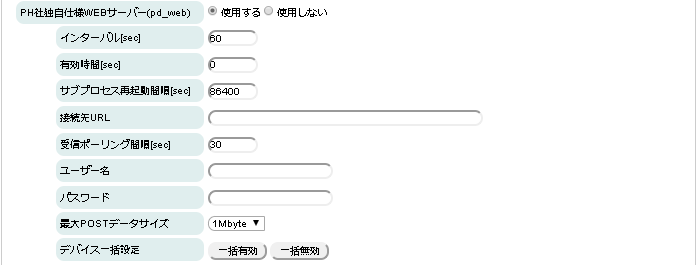 PH社独自仕様WEBサーバー(pd_web) 使用する 使用しない
インターバル[sec] 60
有効時間[sec] 0
サブプロセス再起動間隔[sec] 86400
接続先URL
受信ポーリング間隔[sec] 30
ユーザー名
パスワード
最大POSTデータサイズ 1Mbyte ▼
デバイス一括設定 一括有効 一括無効